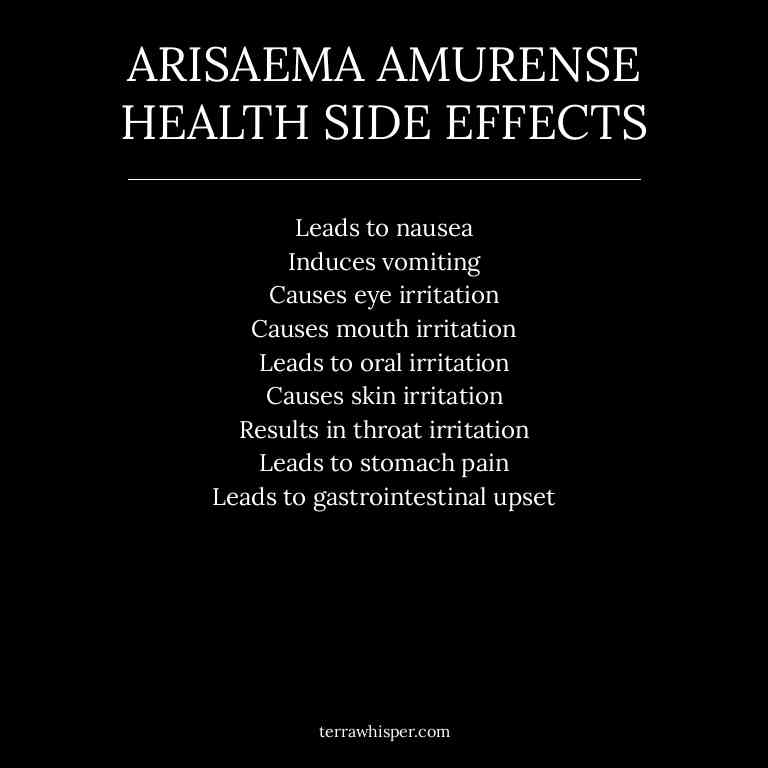 ARISAEMA AMURENSE
HEALTH SIDE EFFECTS
Leads to nausea
Induces vomiting
Causes eye irritation
Causes mouth irritation
Leads to oral irritation
Causes skin irritation
Results in throat irritation
Leads to stomach pain
Leads to gastrointestinal upset
terrawhisper.com